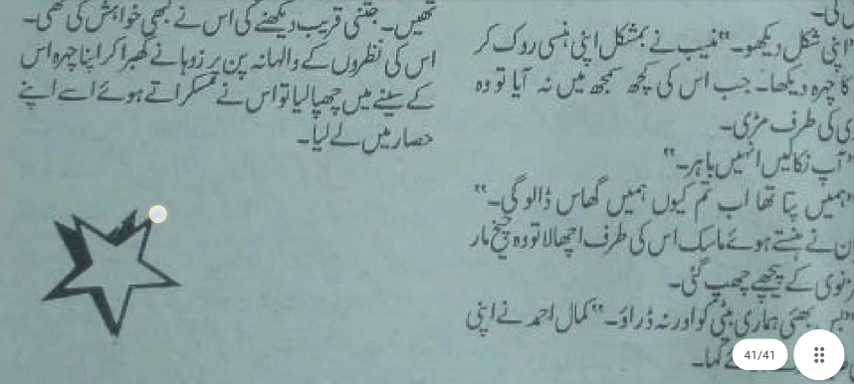 لی۔
اپنی شکل دیکھو۔“ منیب نے بمشکل اپنی ہنسی روک کر
کا چہرہ دیکھا۔ جب اس کی کچھ سمجھ میں نہ آیا تو وہ
کی طرف مڑی۔
”آپ نکالیں انہیں باہر۔“
”ہمیں پتا تھا اب تم کیوں ہمیں گھاس ڈالو گی۔“
نے ہنستے ہوئے ماسک اس کی طرف اچھالا تو وہ چیخ مار
کے پیچھے چھپ گئی۔
”بس بھئی ہماری بیٹی کو اور نہ ڈراؤ۔“ کمال احمد نے اپنی
کہا۔
تھیں۔ جتنی قریب دیکھنے کی اس نے کبھی خواہش کی تھی۔
اس کی نظروں کے والہانہ پن پر زوہا نے گھبرا کر اپنا چہرہ اس
کے سینے میں چھپا لیا تو اس نے مسکراتے ہوئے اسے اپنے
حصار میں لے لیا۔
41/41